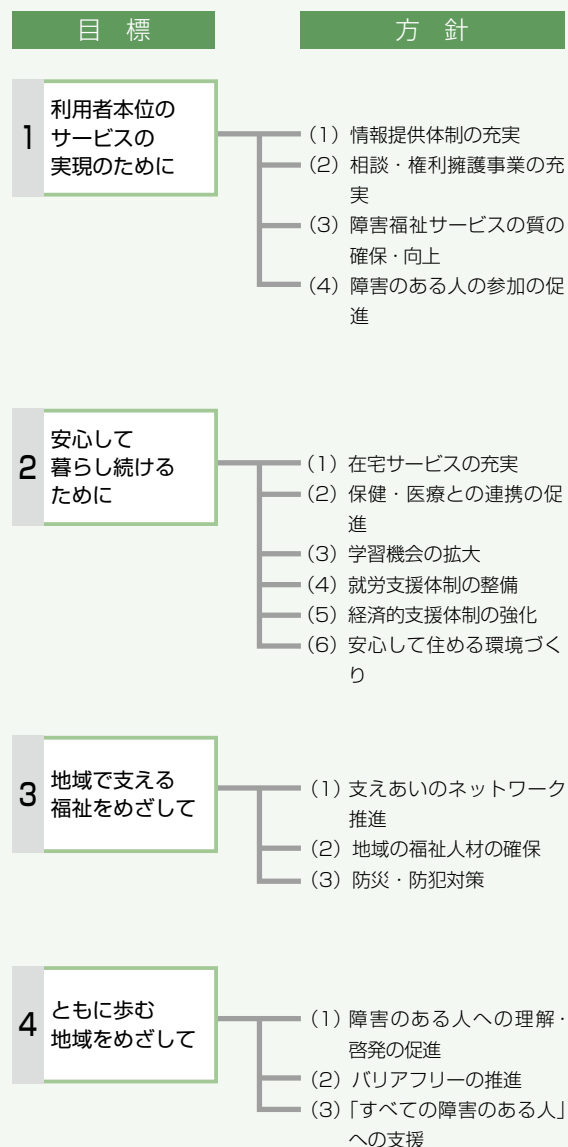 目標
方針
1
利用者本位の
サービスの
実現のために
(1) 情報提供体制の充実
(2) 相談・権利擁護事業の充
実
(3) 障害福祉サービスの質の
確保・向上
(4) 障害のある人の参加の促
進
2
安心して
暮らし続ける
ために
(1) 在宅サービスの充実
(2) 保健・医療との連携の促
進
(3) 学習機会の拡大
(4) 就労支援体制の整備
(5) 経済的支援体制の強化
(6) 安心して住める環境づく
り
3
地域で支える
福祉をめざして
(1) 支えあいのネットワーク
推進
(2) 地域の福祉人材の確保
(3) 防災・防犯対策
4
ともに歩む
地域をめざして
(1) 障害のある人への理解・
啓発の促進
(2) バリアフリーの推進
(3) 「すべての障害のある人」
への支援